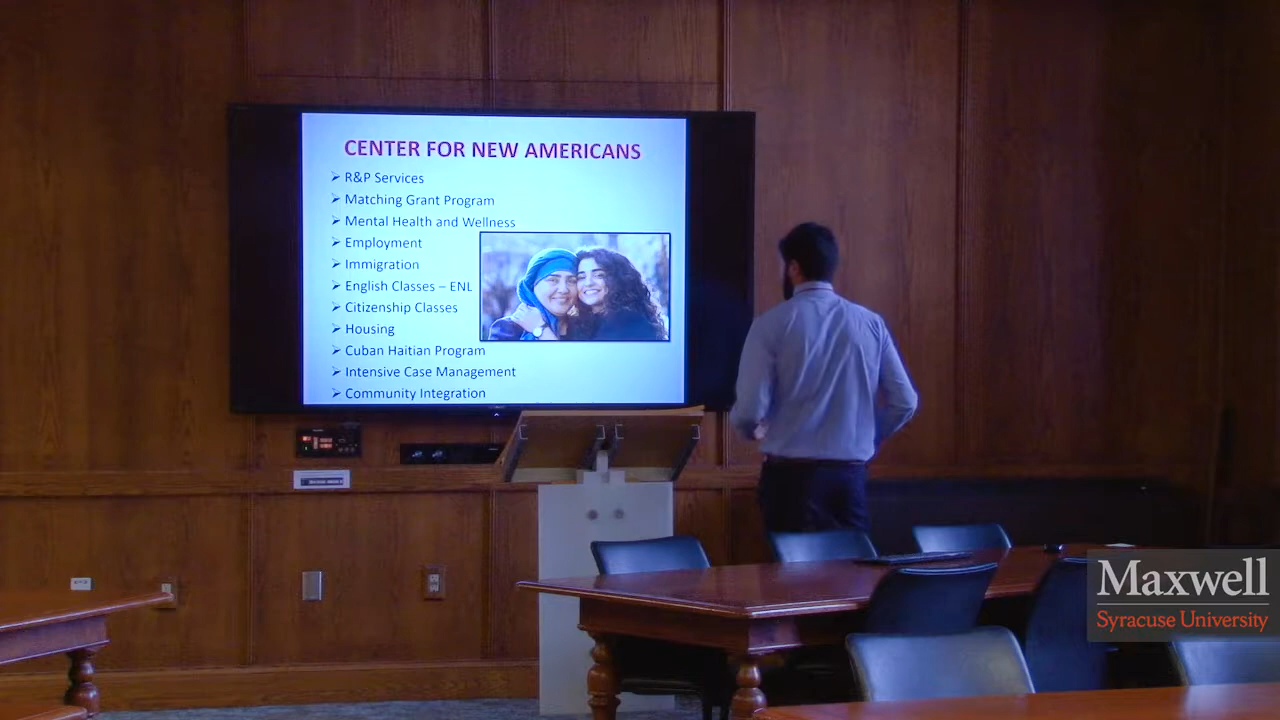 CENTER FOR NEW AMERICANS
➢ R&P Services
➢ Matching Grant Program
➢ Mental Health and Wellness
➢ Employment
➢ Immigration
➢ English Classes – ENL
➢ Citizenship Classes
➢ Housing
➢ Cuban Haitian Program
➢ Intensive Case Management
➢ Community Integration
Maxwell
Syracuse University